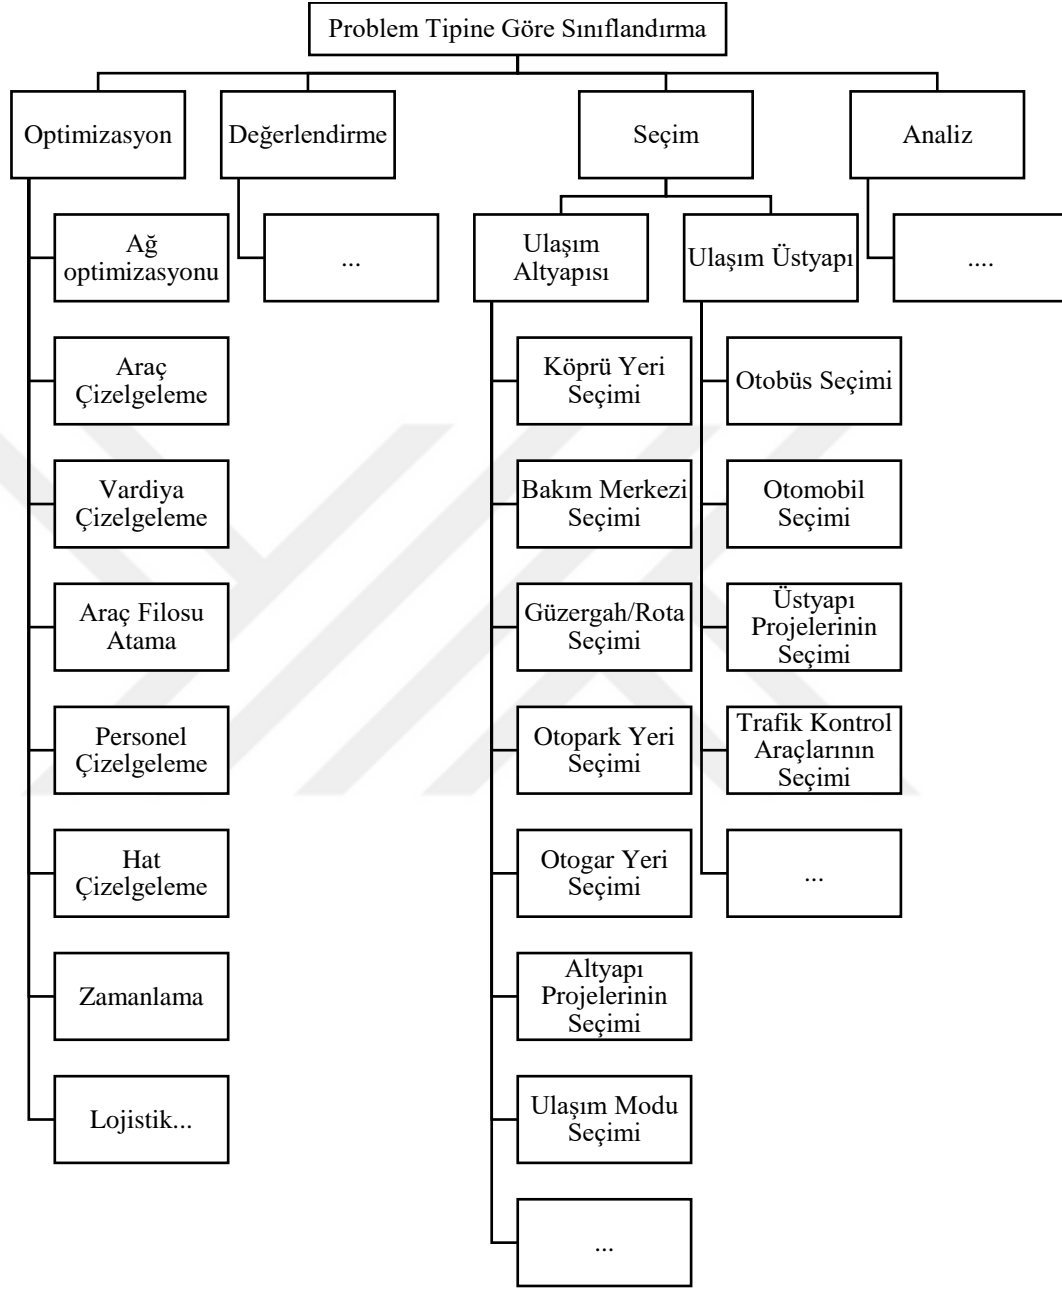 Problem Tipine Göre Sınıflandırma
Optimizasyon
Değerlendirme
Seçim
Analiz
Ağ
optimizasyonu
Araç
Çizelgeleme
Vardiya
Çizelgeleme
Araç Filosu
Atama
Personel
Çizelgeleme
Hat
Çizelgeleme
Zamanlama
Lojistik...
...
Ulaşım
Altyapısı
Köprü Yeri
Seçimi
Bakım Merkezi
Seçimi
Güzergah/Rota
Seçimi
Otopark Yeri
Seçimi
Otogar Yeri
Seçimi
Altyapı
Projelerinin
Seçimi
Ulaşım Modu
Seçimi
...
Ulaşım Üstyapı
Otobüs Seçimi
Otomobil
Seçimi
Üstyapı
Projelerinin
Seçimi
Trafik Kontrol
Araçlarının
Seçimi
...
....